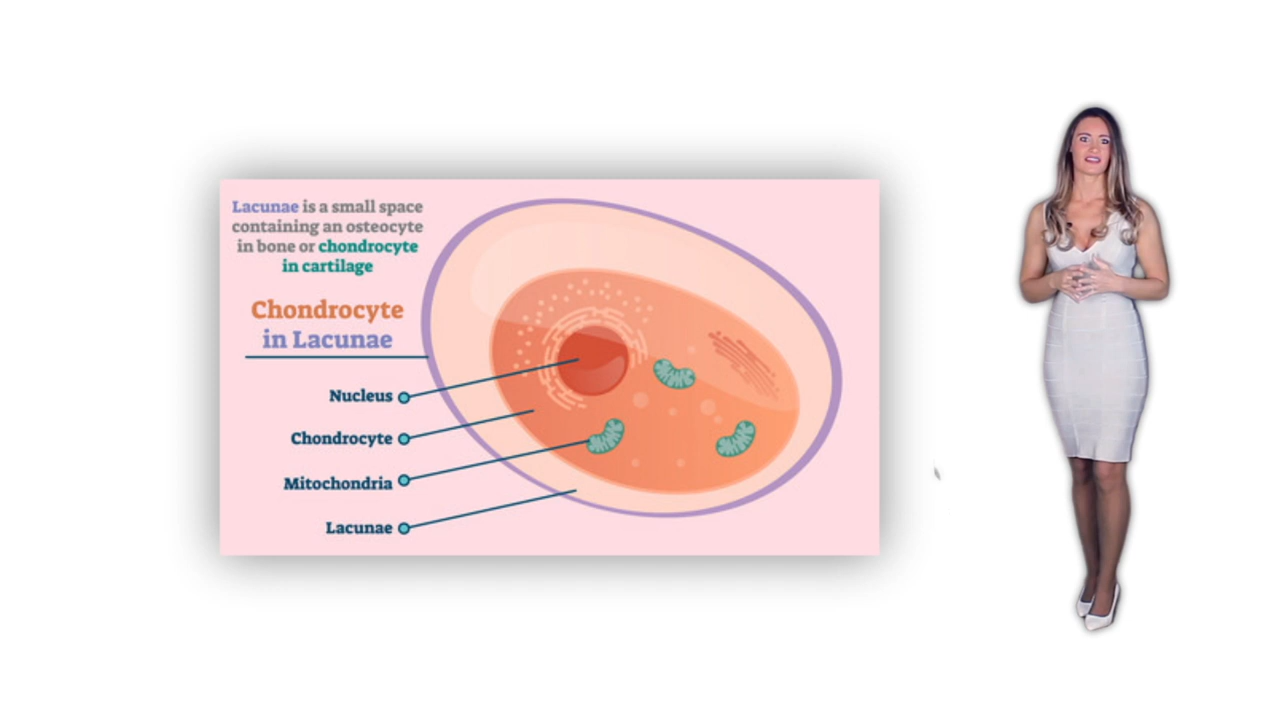 Lacunae is a small space
containing an osteocyte
in bone or chondrocyte
in cartilage
Chondrocyte
in Lacunae
Nucleus
Chondrocyte
Mitochondria
Lacunae